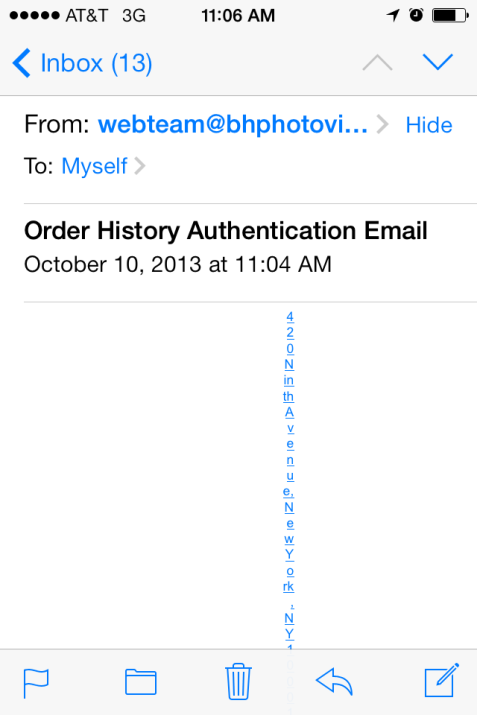 AT&T 3G 11:06 AM
Inbox (13)
From: webteam@bhphotovi... Hide
To: Myself
Order History Authentication Email
October 10, 2013 at 11:04 AM
4
2
0
N
in
th
A
v
e
n
u
e,
N
e
w
Y
o
rk
,
N
Y
1